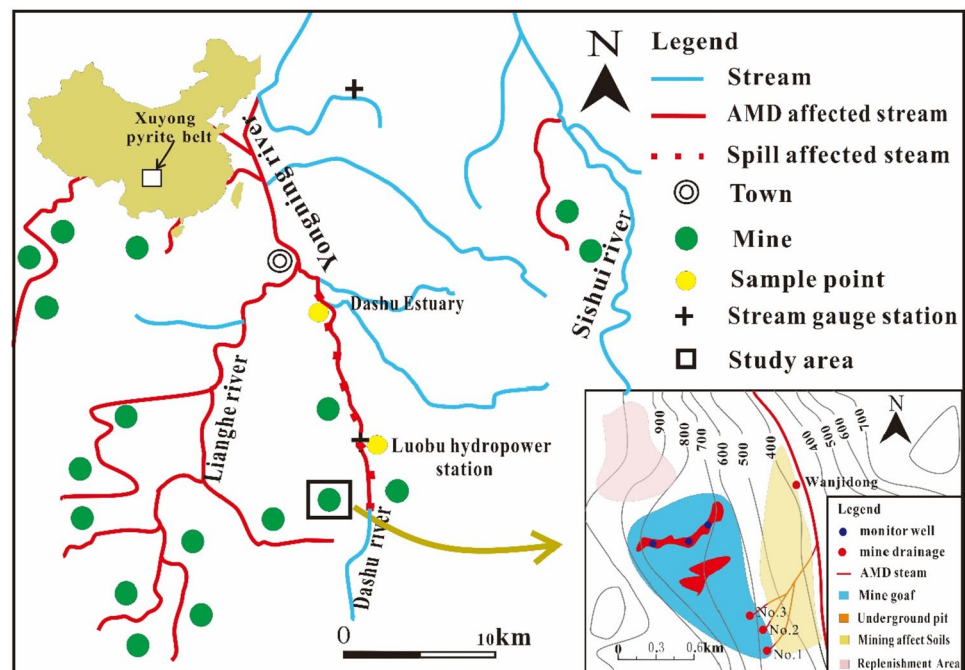 Xuyong
pyrite belt
Yongning river
Dashu Estuary
Lianghe river
Luobu hydropower
station
Dashu river
Sishui river
O 10km
N
Legend
Stream
AMD affected stream
Spill affected steam
Town
Mine
Sample point
Stream gauge station
Study area
N
900
800
700
600
500
400
400
500
600
700
Wanjidong
No.3
No.2
No.1
0 0.3 0.6km
Legend
monitor well
mine drainage
AMD steam
Mine goaf
Underground pit
Mining affect Soils
Replenishment Area